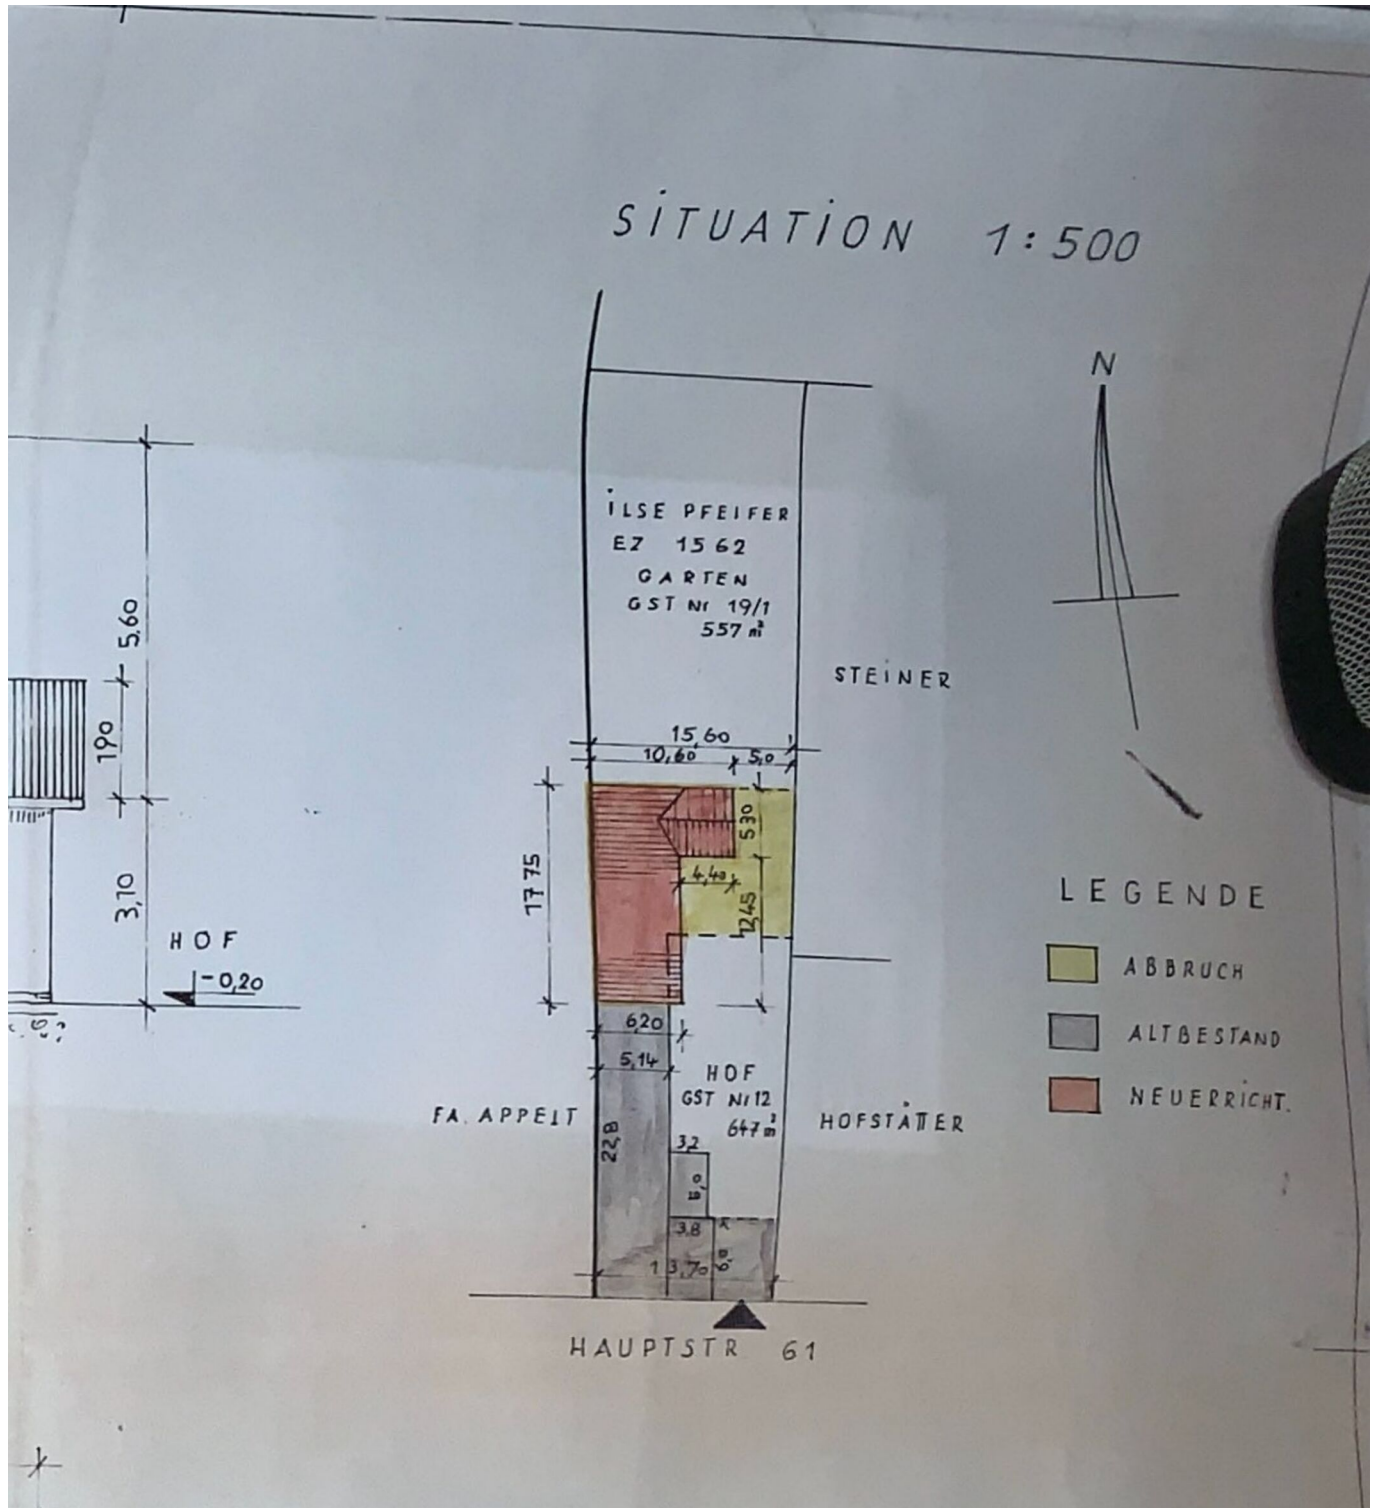 SITUATION 1:500
N
ILSE PFEIFER
EZ 1562
GARTEN
GST Nr 19/1
557 m²
STEINER
5,60
190
3,10
HOF
-0,20
15,60
10,60 5,0
17 75
5 30
4,40
12,45
6,20
5,14
HOF
GST Nr 12
647 m²
FA. APPELT
HOFSTÄTTER
22,8
3,2
3,8
13,70
HAUPTSTR 61
LEGENDE
ABBRUCH
ALTBESTAND
NEUERRICHT.